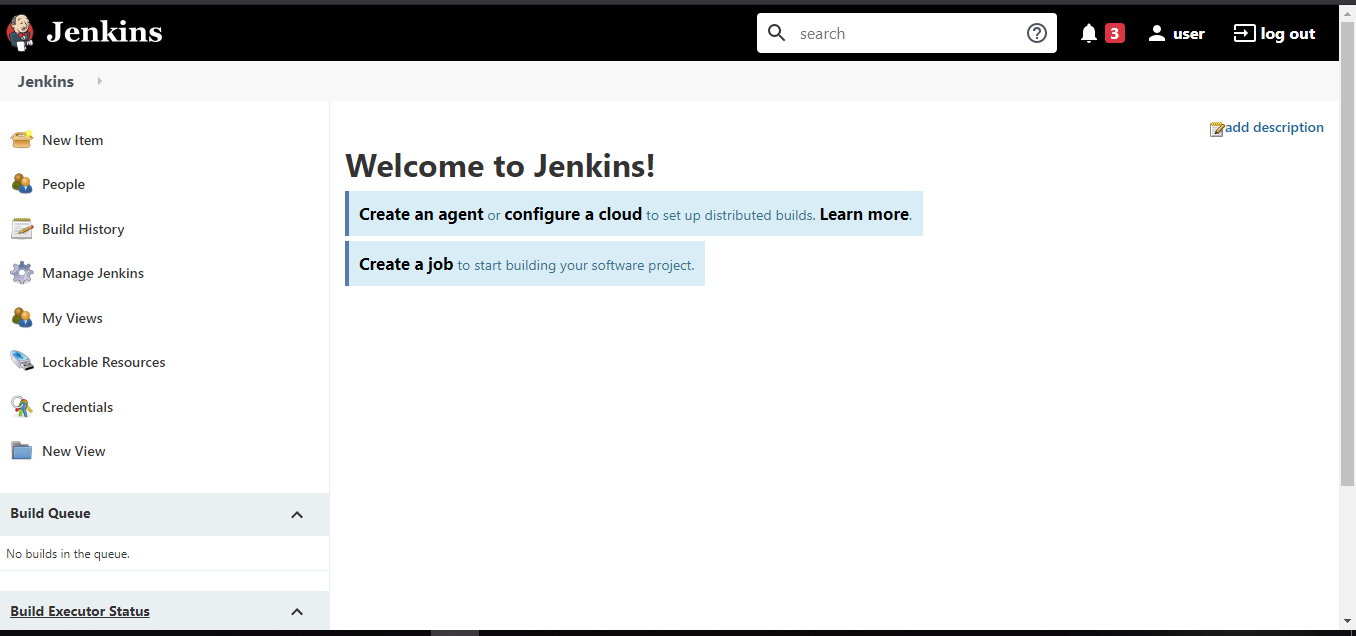 Jenkins
search
3
user
log out
Jenkins
New Item
People
Build History
Manage Jenkins
My Views
Lockable Resources
Credentials
New View
Build Queue
No builds in the queue.
Build Executor Status
add description
Welcome to Jenkins!
Create an agent or configure a cloud to set up distributed builds. Learn more.
Create a job to start building your software project.